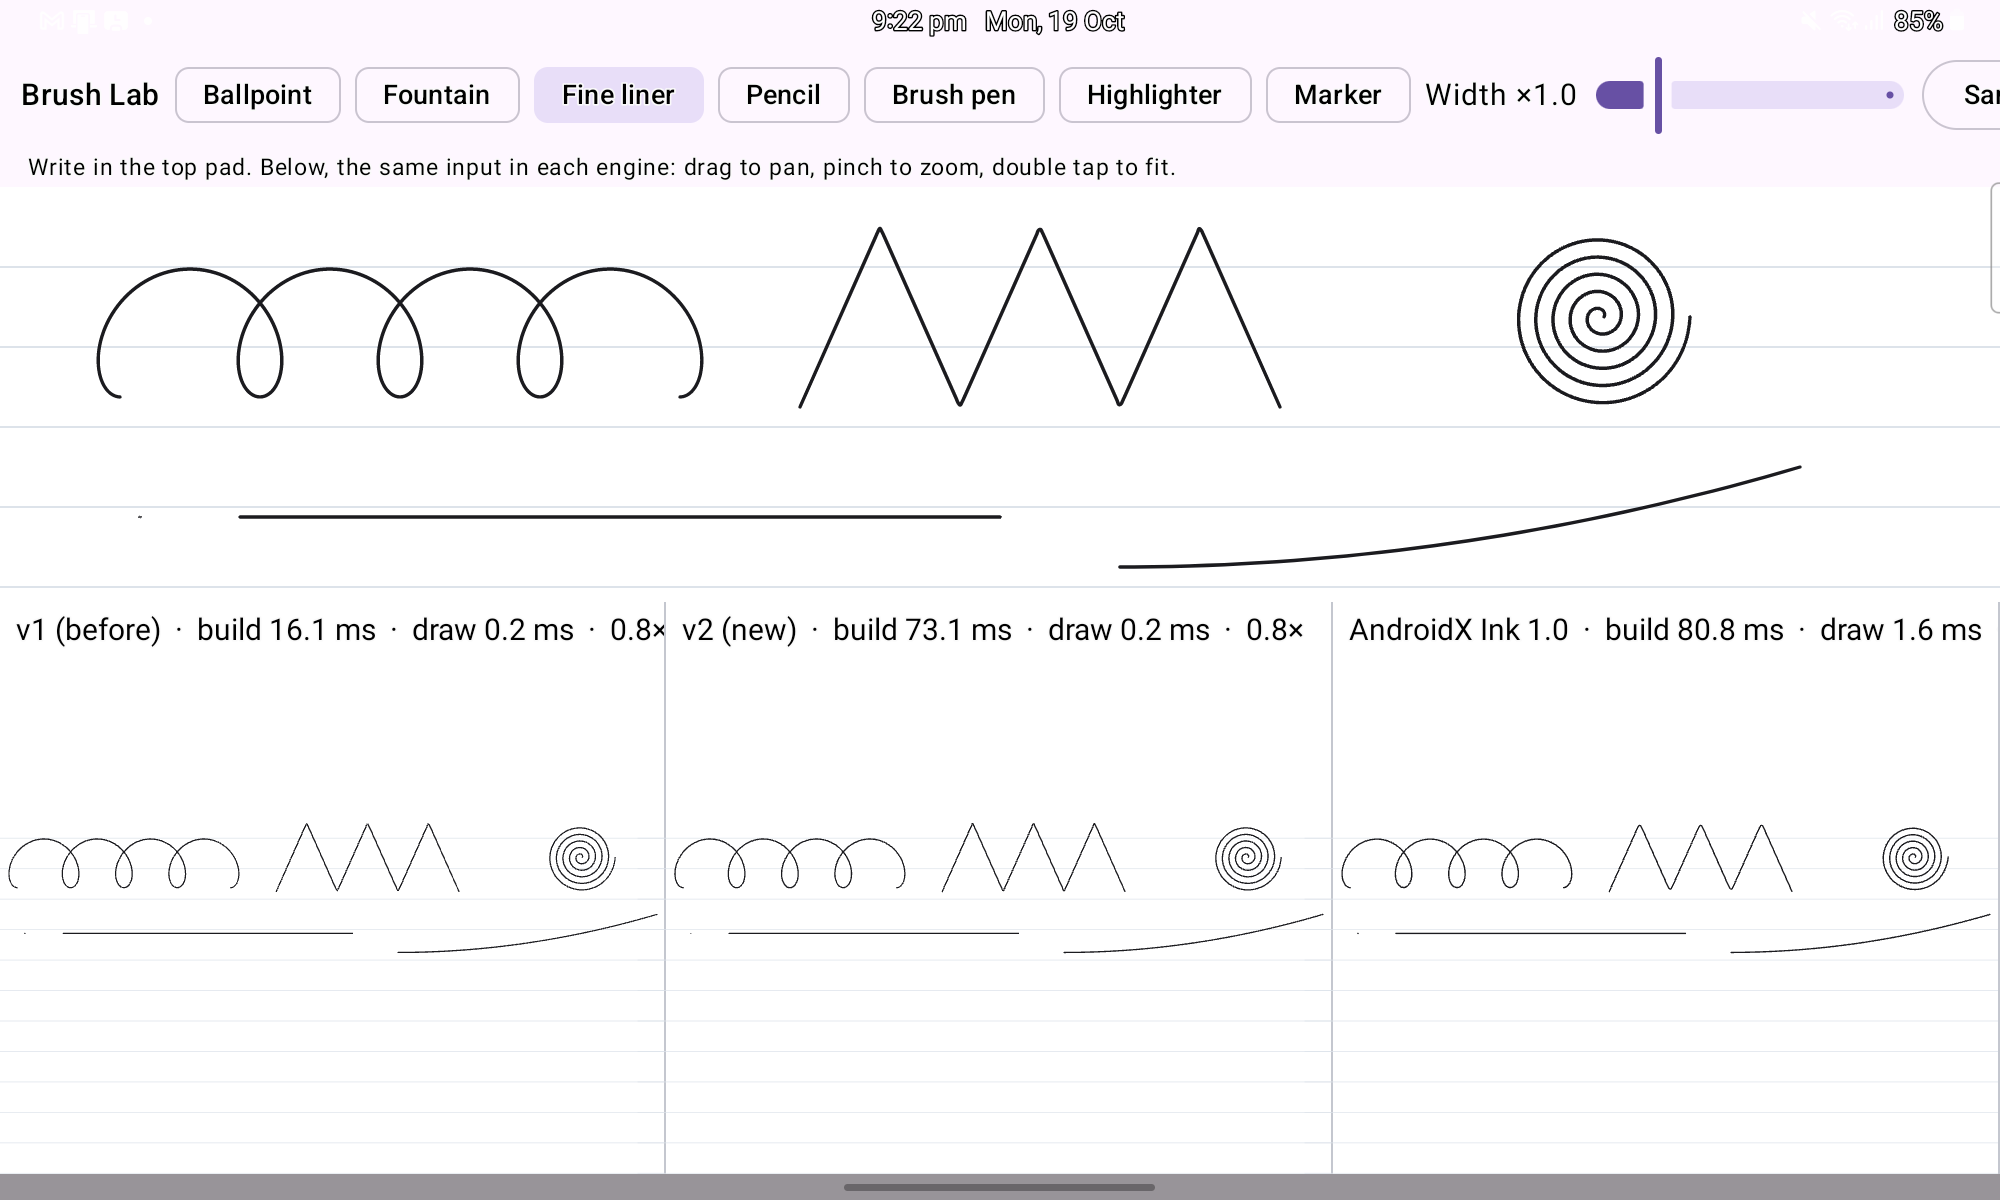 9:22 pm Mon, 19 Oct 85%
Brush Lab Ballpoint Fountain Fine liner Pencil Brush pen Highlighter Marker Width ×1.0
Write in the top pad. Below, the same input in each engine: drag to pan, pinch to zoom, double tap to fit.
v1 (before) · build 16.1 ms · draw 0.2 ms · 0.8× v2 (new) · build 73.1 ms · draw 0.2 ms · 0.8× AndroidX Ink 1.0 · build 80.8 ms · draw 1.6 ms